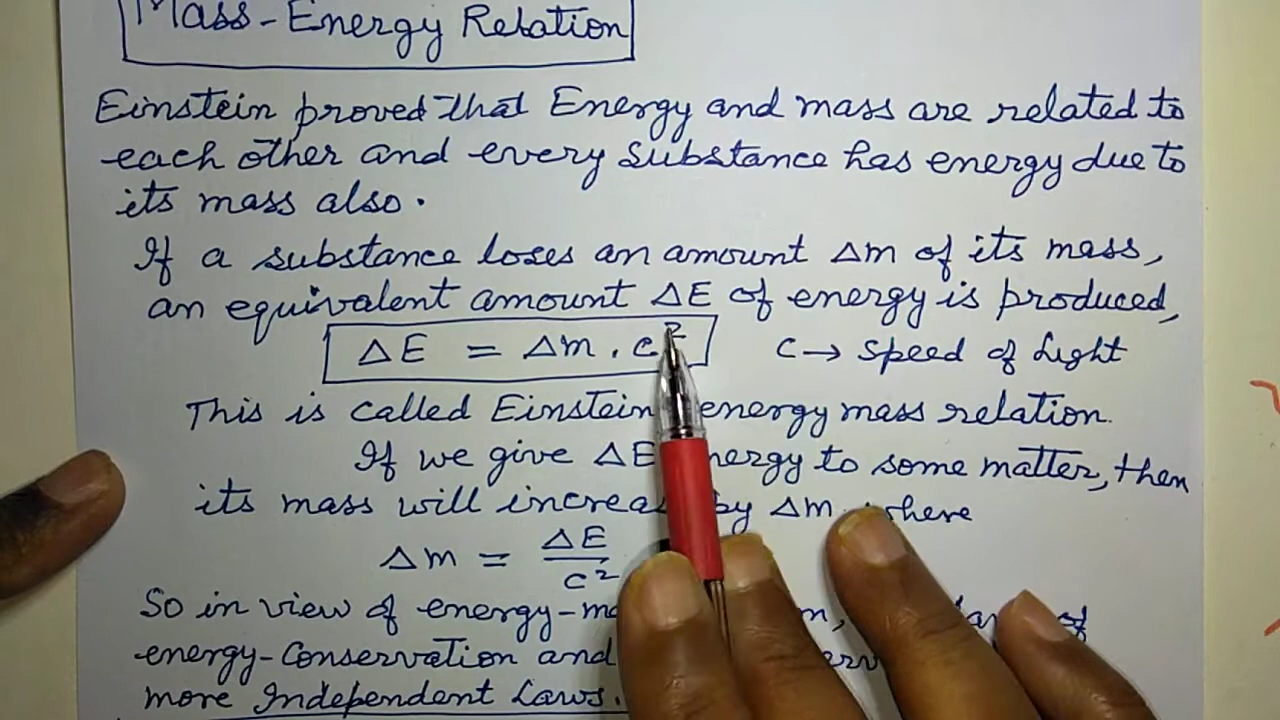 Mass-Energy Relation
Einstein proved that Energy and mass are related to
each other and every substance has energy due to
its mass also.
If a substance loses an amount Δm of its mass,
an equivalent amount ΔE of energy is produced,
ΔE = Δm . c² c → Speed of Light
This is called Einstein energy mass relation.
If we give ΔE energy to some matter, then
its mass will increase by Δm where
Δm = ΔE / c²
So in view of energy- of
energy-Conservation and
more Independent Laws.